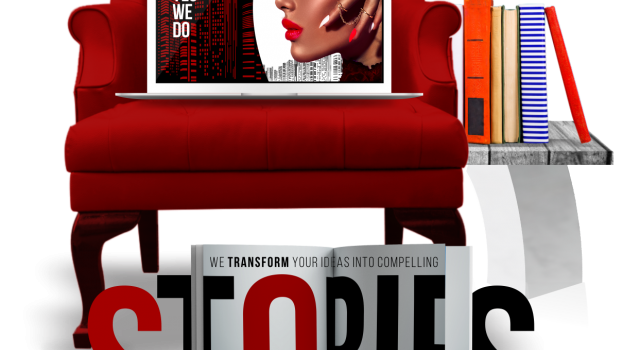 WE
DO
WE TRANSFORM YOUR IDEAS INTO COMPELLING
STORIES